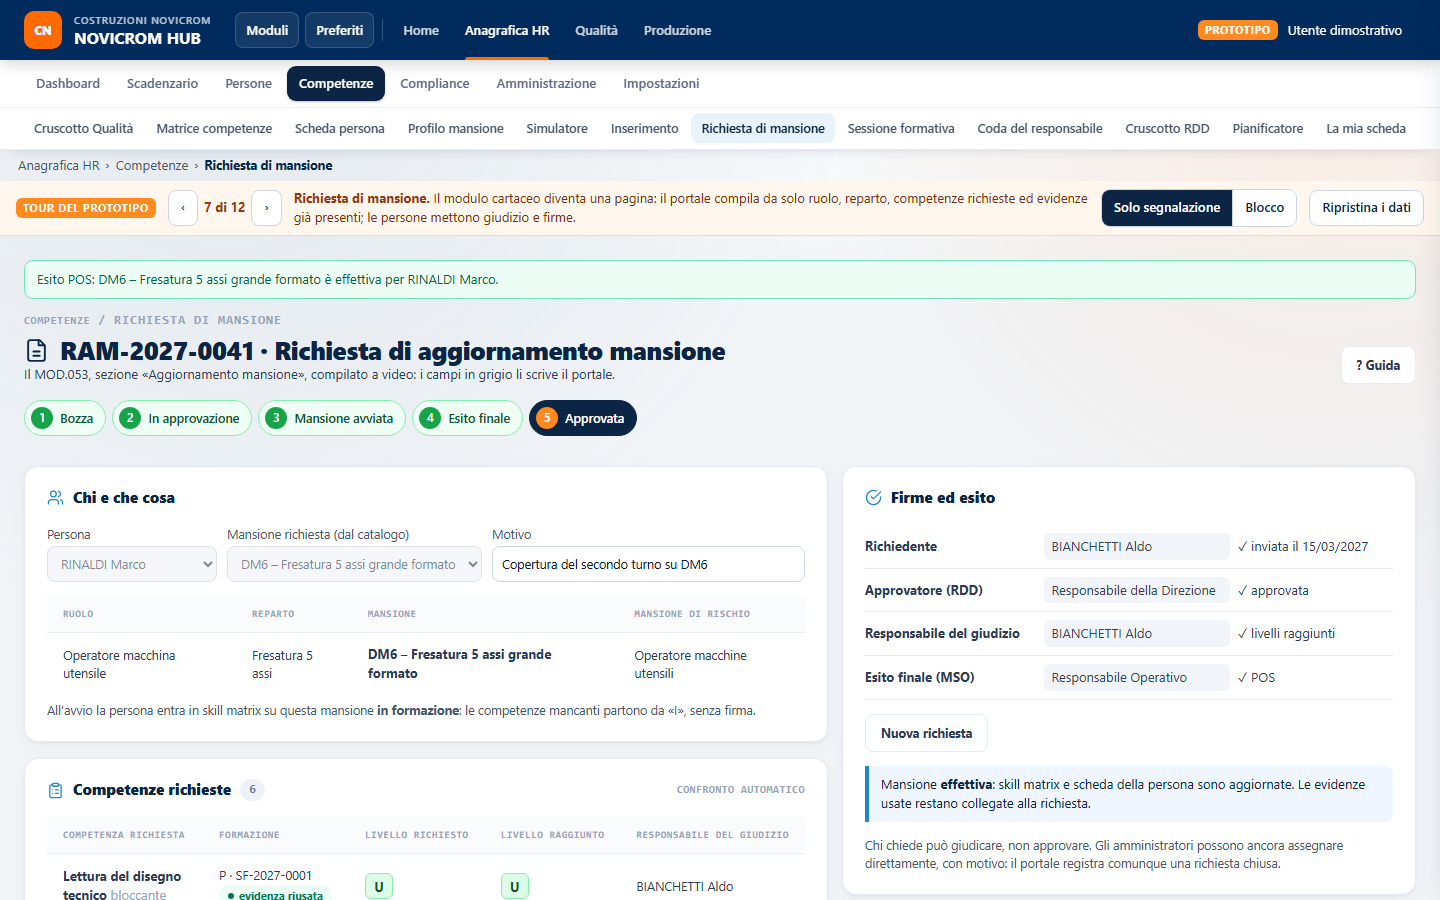 CN
COSTRUZIONI NOVICROM
NOVICROM HUB
Moduli
Preferiti
Home
Anagrafica HR
Qualità
Produzione
PROTOTIPO
Utente dimostrativo
Dashboard
Scadenzario
Persone
Competenze
Compliance
Amministrazione
Impostazioni
Cruscotto Qualità
Matrice competenze
Scheda persona
Profilo mansione
Simulatore
Inserimento
Richiesta di mansione
Sessione formativa
Coda del responsabile
Cruscotto RDD
Pianificatore
La mia scheda
Anagrafica HR › Competenze › Richiesta di mansione
TOUR DEL PROTOTIPO
‹ 7 di 12 ›
Richiesta di mansione. Il modulo cartaceo diventa una pagina: il portale compila da solo ruolo, reparto, competenze richieste ed evidenze
già presenti; le persone mettono giudizio e firme.
Solo segnalazione
Blocco
Ripristina i dati
Esito POS: DM6 – Fresatura 5 assi grande formato è effettiva per RINALDI Marco.
COMPETENZE / RICHIESTA DI MANSIONE
RAM-2027-0041 · Richiesta di aggiornamento mansione
Il MOD.053, sezione «Aggiornamento mansione», compilato a video: i campi in grigio li scrive il portale.
? Guida
1 Bozza
2 In approvazione
3 Mansione avviata
4 Esito finale
5 Approvata
Chi e che cosa
Persona
Mansione richiesta (dal catalogo)
Motivo
RINALDI Marco
DM6 – Fresatura 5 assi grande formato
Copertura del secondo turno su DM6
RUOLO
REPARTO
MANSIONE
MANSIONE DI RISCHIO
Operatore macchina
utensile
Fresatura 5
assi
DM6 – Fresatura 5 assi grande
formato
Operatore macchine
utensili
All'avvio la persona entra in skill matrix su questa mansione in formazione: le competenze mancanti partono da «I», senza firma.
Competenze richieste 6
CONFRONTO AUTOMATICO
COMPETENZA RICHIESTA
FORMAZIONE
LIVELLO RICHIESTO
LIVELLO RAGGIUNTO
RESPONSABILE DEL GIUDIZIO
Lettura del disegno
tecnico bloccante
P · SF-2027-0001
evidenza riusata
U
U
BIANCHETTI Aldo
Firme ed esito
Richiedente
BIANCHETTI Aldo
✓ inviata il 15/03/2027
Approvatore (RDD)
Responsabile della Direzione
✓ approvata
Responsabile del giudizio
BIANCHETTI Aldo
✓ livelli raggiunti
Esito finale (MSO)
Responsabile Operativo
✓ POS
Nuova richiesta
Mansione effettiva: skill matrix e scheda della persona sono aggiornate. Le evidenze
usate restano collegate alla richiesta.
Chi chiede può giudicare, non approvare. Gli amministratori possono ancora assegnare
direttamente, con motivo: il portale registra comunque una richiesta chiusa.